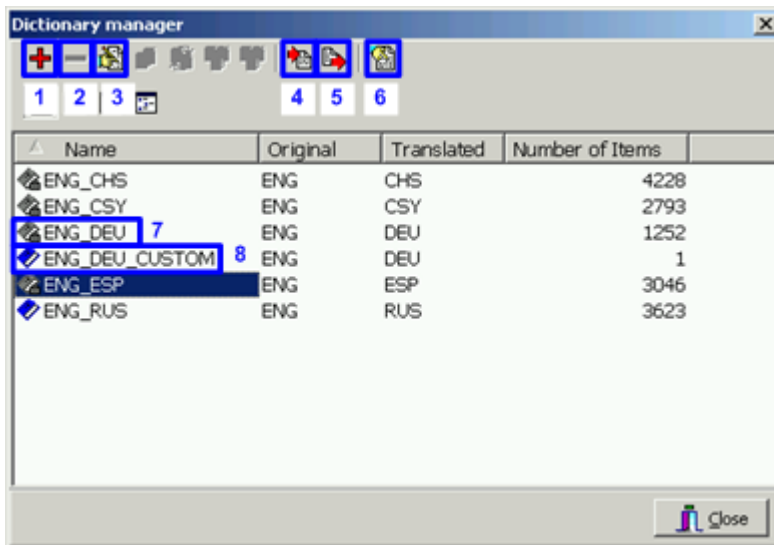 Dictionary manager
1 2 3 4 5 6
Name Original Translated Number of Items
ENG_CHS ENG CHS 4228
ENG_CSY ENG CSY 2793
ENG_DEU 7 ENG DEU 1252
ENG_DEU_CUSTOM 8 ENG DEU 1
ENG_ESP ENG ESP 3046
ENG_RUS ENG RUS 3623
Close